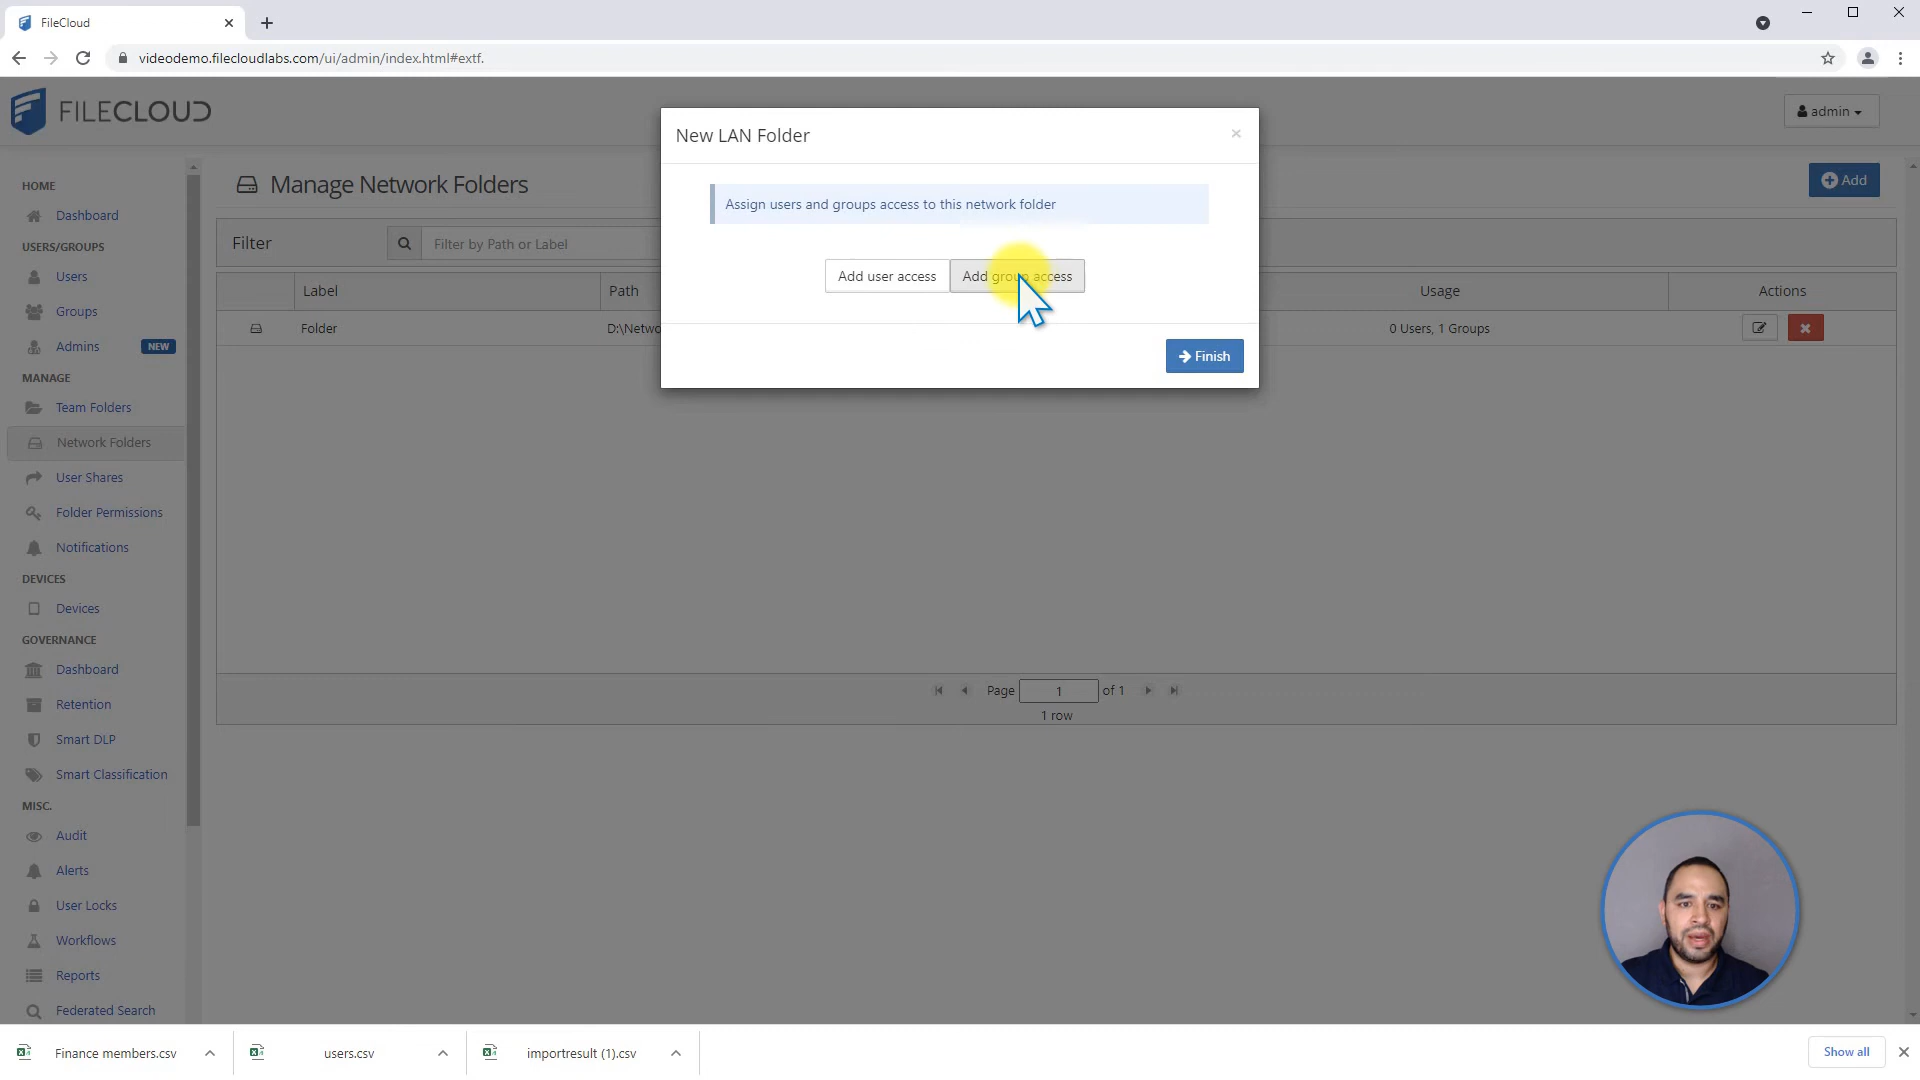 FileCloud
videodemo.filecloudlabs.com/ui/admin/index.html#extf.
FILECLOUD
admin
New LAN Folder
Assign users and groups access to this network folder
Add user access
Add group access
Finish
Manage Network Folders
Add
Filter
Filter by Path or Label
Label
Path
Usage
Actions
Folder
D:\Netwo
0 Users, 1 Groups
Page 1 of 1
1 row
HOME
Dashboard
USERS/GROUPS
Users
Groups
Admins NEW
MANAGE
Team Folders
Network Folders
User Shares
Folder Permissions
Notifications
DEVICES
Devices
GOVERNANCE
Dashboard
Retention
Smart DLP
Smart Classification
MISC.
Audit
Alerts
User Locks
Workflows
Reports
Federated Search
Finance members.csv
users.csv
importresult (1).csv
Show all